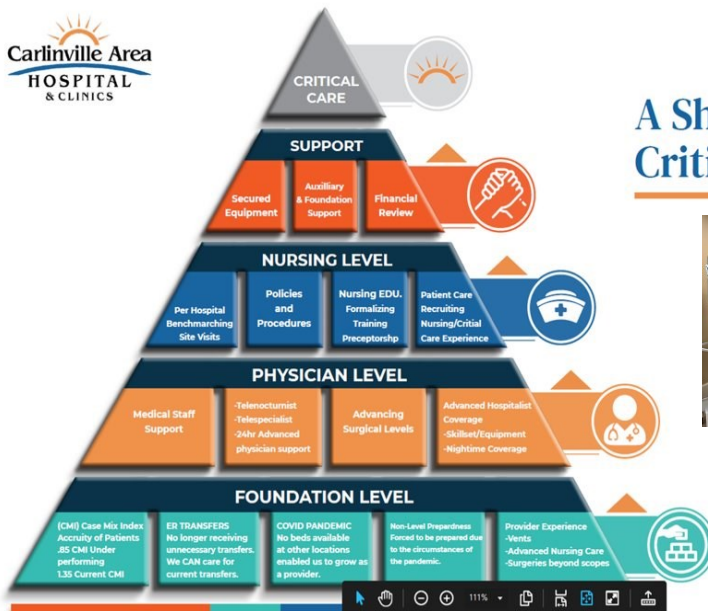 Carlinville Area
HOSPITAL
& CLINICS
CRITICAL
CARE
A Sh
Criti
SUPPORT
Secured
Equipment
Auxilliary
& Foundation
Support
Financial
Review
NURSING LEVEL
Per Hospital
Benchmarching
Site Visits
Policies
and
Procedures
Nursing EDU.
Formalizing
Training
Preceptorshp
Patient Care
Recruiting
Nursing/Critial
Care Experience
PHYSICIAN LEVEL
Medical Staff
Support
-Telenocturnist
-Telespecialist
-24hr Advanced
physician support
Advancing
Surgical Levels
Advanced Hospitalist
Coverage
-Skillset/Equipment
-Nightime Coverage
FOUNDATION LEVEL
(CMI) Case Mix Index
Accruity of Patients
.85 CMI Under
performing
1.35 Current CMI
ER TRANSFERS
No longer receiving
unnecessary transfers.
We CAN care for
current transfers.
COVID PANDEMIC
No beds available
at other locations
enabled us to grow as
a provider.
Non-Level Prepardness
Forced to be prepared due
to the circumstances of
the pandemic.
Provider Experience
-Vents
-Advanced Nursing Care
-Surgeries beyond scopes
111%